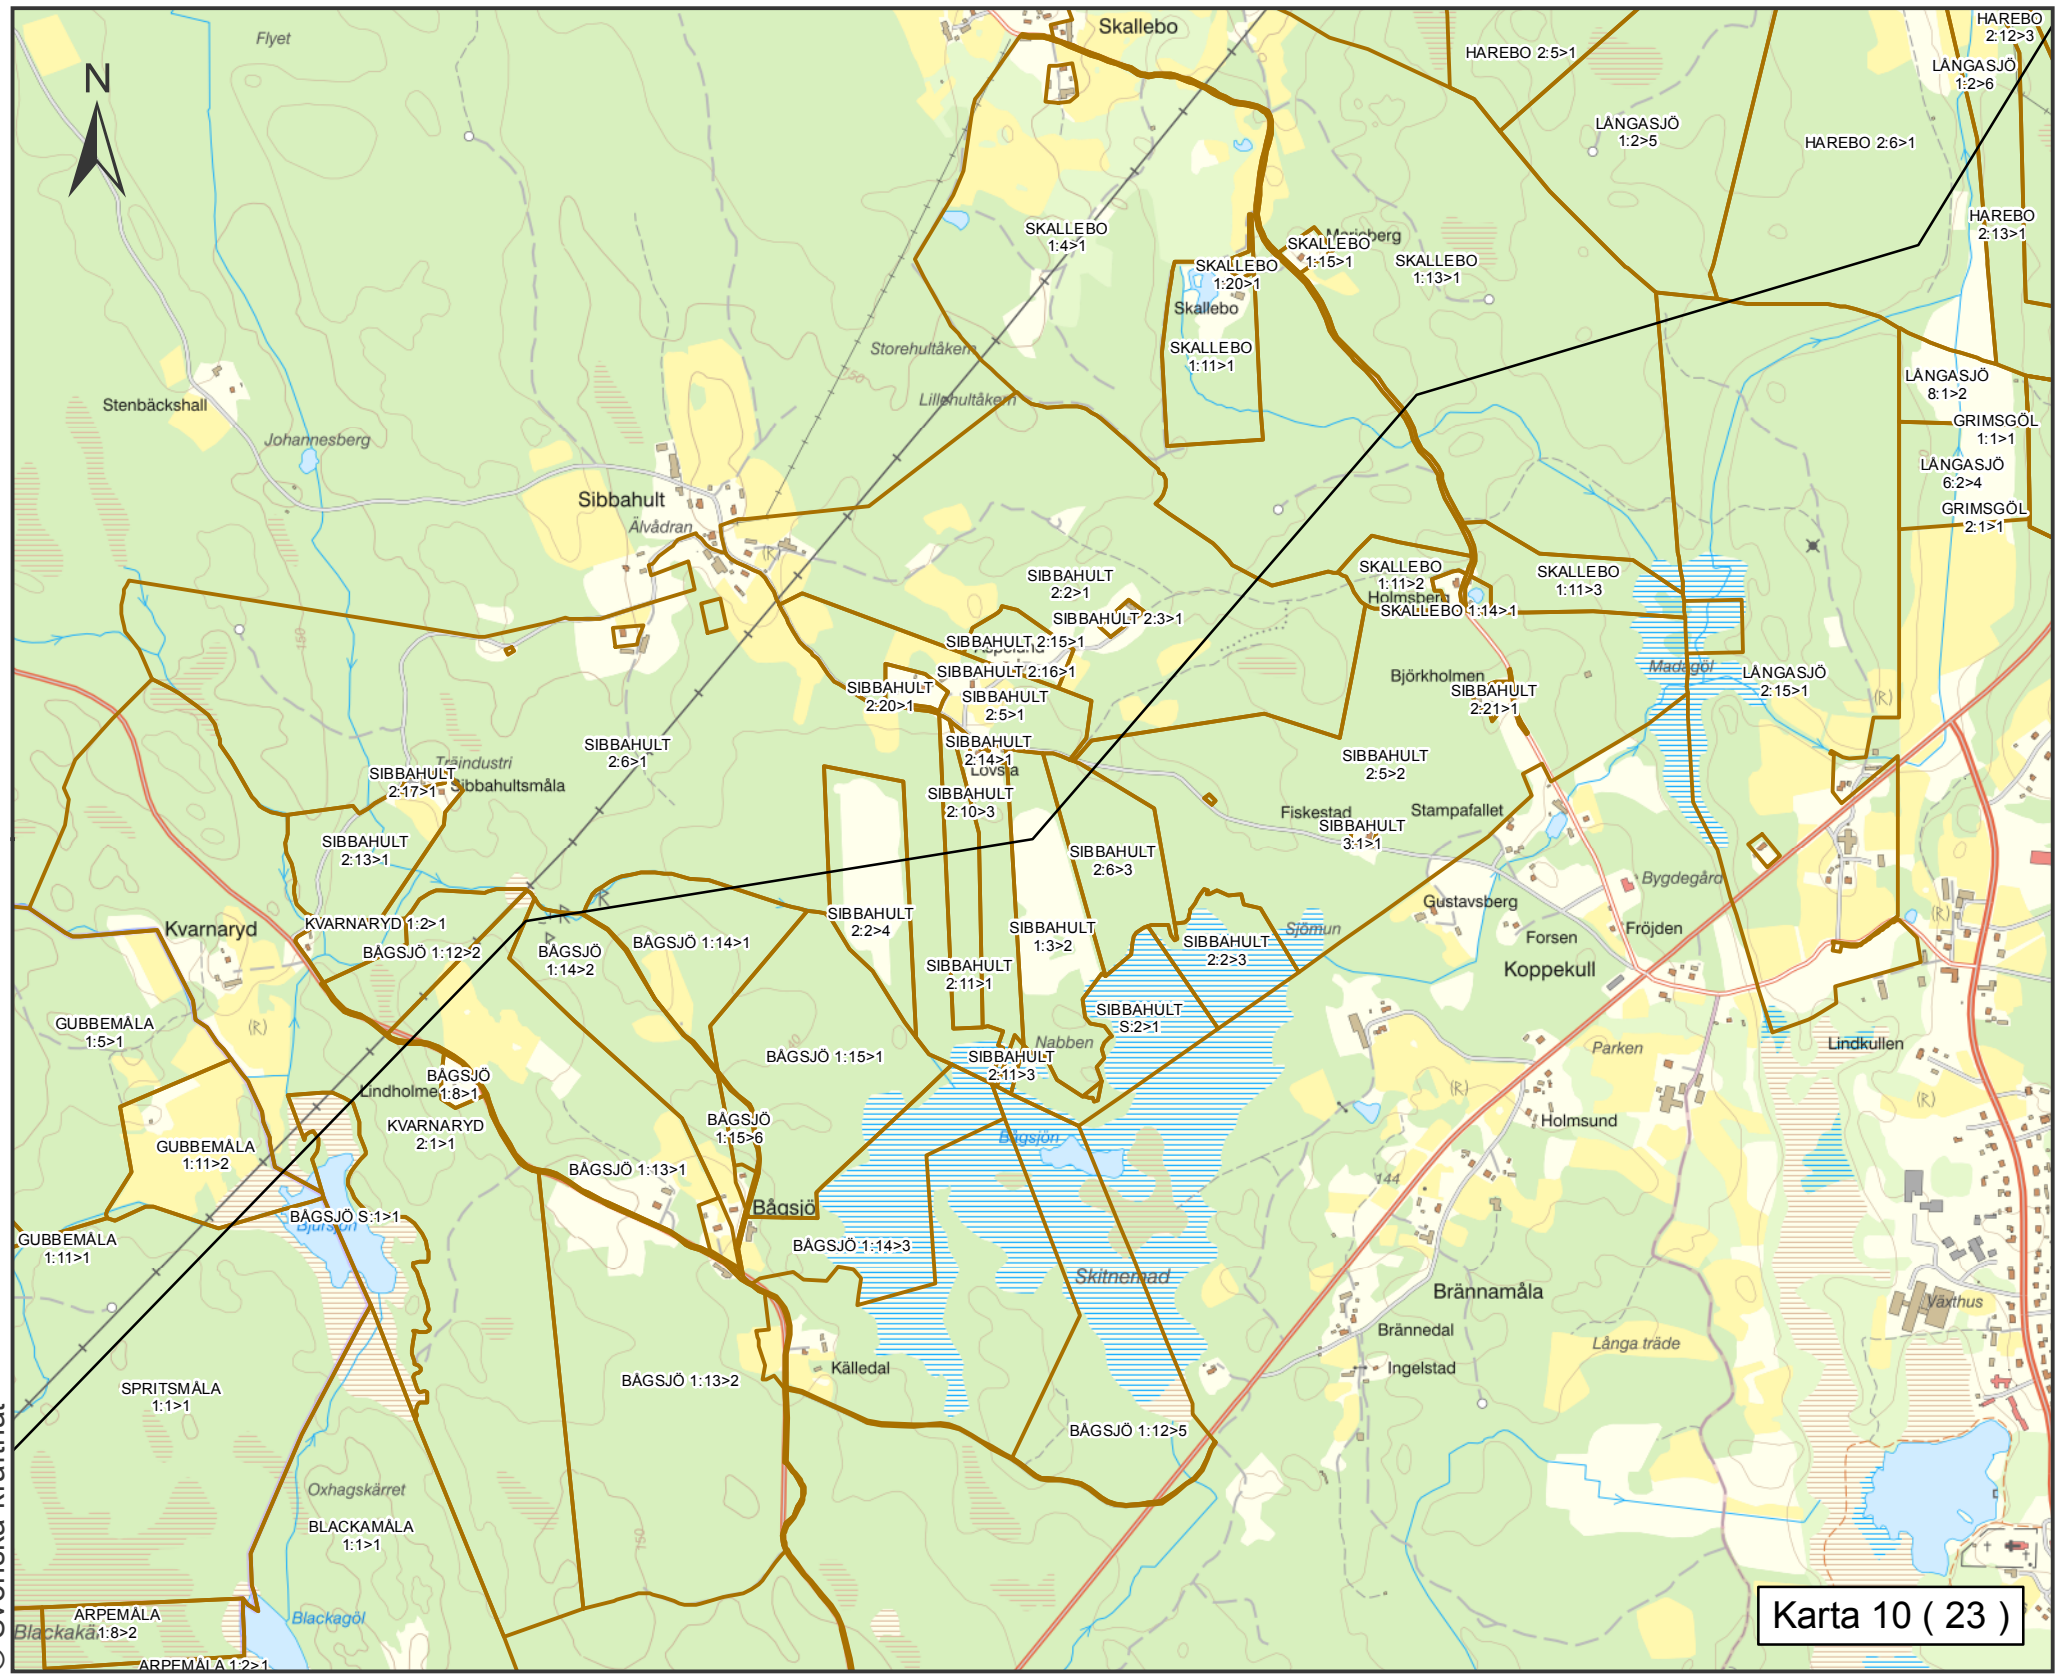 Flyet
Skallebo
HAREBO
2:12>3
HAREBO 2:5>1
LÅNGASJÖ
1:2>6
N
LÅNGASJÖ
1:2>5
HAREBO 2:6>1
SKALLEBO
1:4>1
HAREBO
2:13>1
SKALLEBO
1:15>1
SKALLEBO
1:13>1
SKALLEBO
1:20>1
Skallebo
SKALLEBO
1:11>1
Storehultåkern
150
Lillehultåkern
LÅNGASJÖ
8:1>2
GRIMSGÖL
1:1>1
LÅNGASJÖ
6:2>4
GRIMSGÖL
2:1>1
Stenbäckshall
Johannesberg
Sibbahult
Älvådran
(R)
SIBBAHULT
2:2>1
SIBBAHULT 2:3>1
SIBBAHULT 2:15>1
SIBBAHULT 2:16>1
SIBBAHULT
2:20>1
SIBBAHULT
2:5>1
SKALLEBO
1:11>2
Holmsberg
SKALLEBO 1:14>1
SKALLEBO
1:11>3
Björkholmen
SIBBAHULT
2:21>1
Madagöl
LÅNGASJÖ
2:15>1
(R)
150
SIBBAHULT
2:6>1
SIBBAHULT
2:14>1
Lövsta
SIBBAHULT
2:10>3
SIBBAHULT
2:5>2
Träindustri
SIBBAHULT
2:17>1
Sibbahultsmåla
SIBBAHULT
2:13>1
Fiskestad
SIBBAHULT
3:1>1
Stampafallet
SIBBAHULT
2:6>3
Bygdegård
Gustavsberg
Fröjden
Forsen
Koppekull
Sjömun
Kvarnaryd
KVARNARYD 1:2>1
BÅGSJÖ 1:12>2
BÅGSJÖ
1:14>2
BÅGSJÖ 1:14>1
SIBBAHULT
2:2>4
SIBBAHULT
1:3>2
SIBBAHULT
2:2>3
SIBBAHULT
2:11>1
SIBBAHULT
S:2>1
Nabben
SIBBAHULT
2:11>3
GUBBEMÅLA
1:5>1
(R)
BÅGSJÖ 1:15>1
Parken
Lindkullen
(R)
(R)
BÅGSJÖ
1:8>1
KVARNARYD
2:1>1
BÅGSJÖ
1:15>6
Bågsjön
Holmsund
GUBBEMÅLA
1:11>2
BÅGSJÖ 1:13>1
144
Bågsjö
BÅGSJÖ S:1>1
Bjursjön
GUBBEMÅLA
1:11>1
BÅGSJÖ 1:14>3
Skitnemad
Brännamåla
Växthus
Brännedal
Långa träde
Ingelstad
Källedal
SPRITSMÅLA
1:1>1
BÅGSJÖ 1:13>2
BÅGSJÖ 1:12>5
Oxhagskärret
BLACKAMÅLA
1:1>1
150
Blackagöl
ARPEMÅLA
1:8>2
ARPEMÅLA 1:2>1
Karta 10 ( 23 )